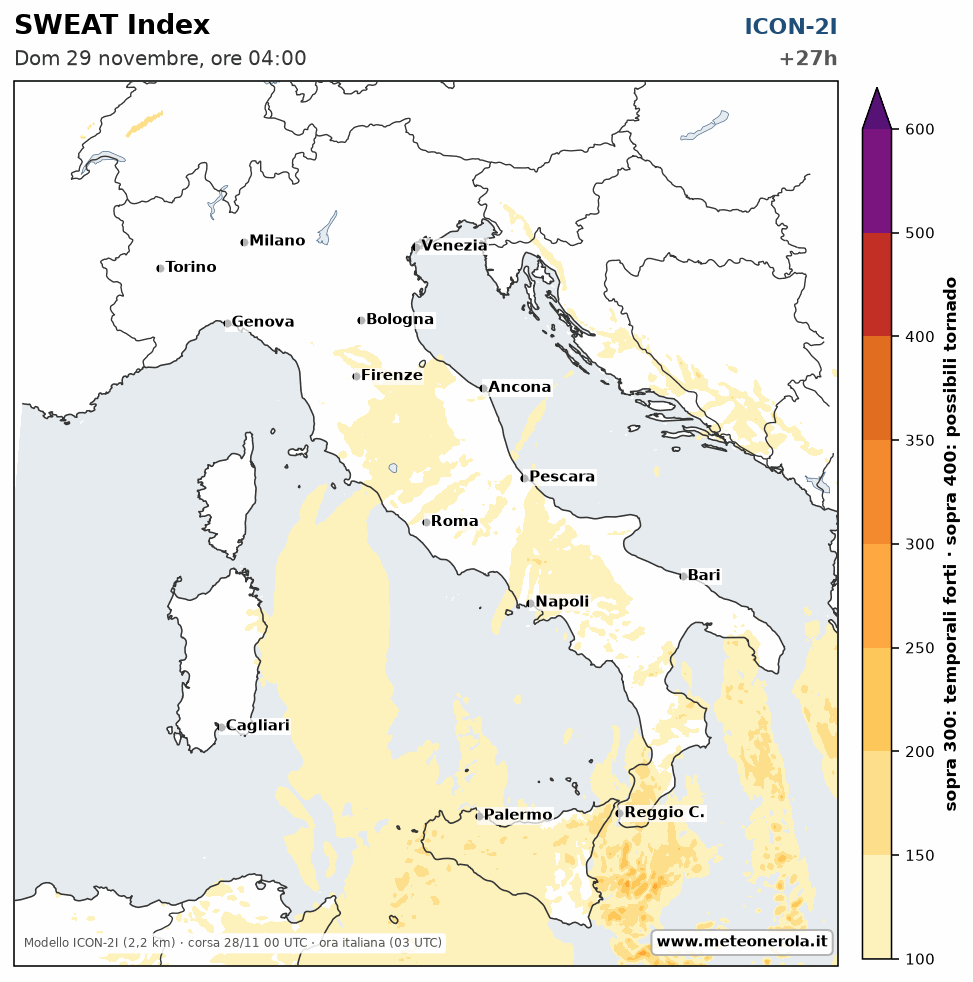 SWEAT Index
ICON-2I
Dom 29 novembre, ore 04:00
+27h
600
500
400
350
300
250
200
150
100
sopra 300: temporali forti · sopra 400: possibili tornado
Milano
Venezia
Torino
Genova
Bologna
Firenze
Ancona
Pescara
Roma
Bari
Napoli
Cagliari
Palermo
Reggio C.
Modello ICON-2I (2,2 km) · corsa 28/11 00 UTC · ora italiana (03 UTC)
www.meteonerola.it